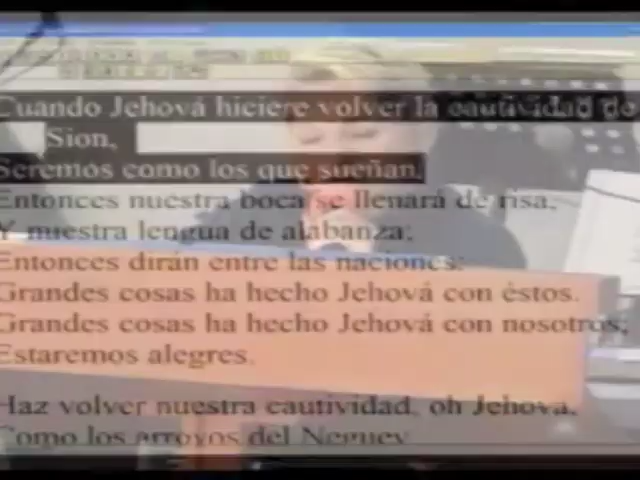 Cuando Jehová hiciere volver la cautividad de
Sion,
Seremos como los que sueñan.
Entonces nuestra boca se llenará de risa,
Y nuestra lengua de alabanza;
Entonces dirán entre las naciones:
Grandes cosas ha hecho Jehová con éstos.
Grandes cosas ha hecho Jehová con nosotros;
Estaremos alegres.
Haz volver nuestra cautividad, oh Jehova,
Como los arroyos del Neguev